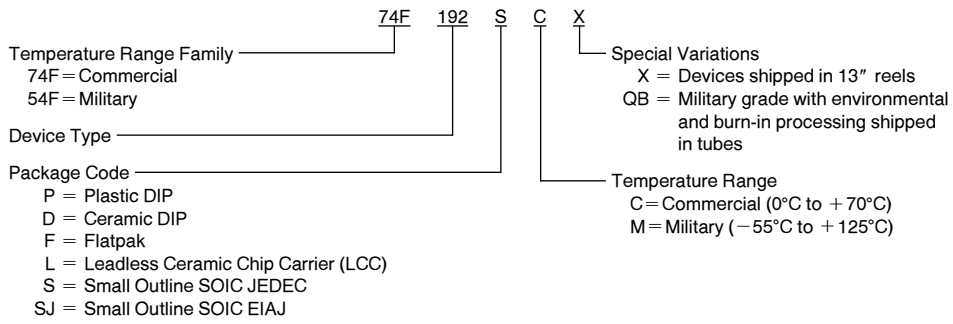 74F 192 S C X
Temperature Range Family
74F=Commercial
54F=Military
Device Type
Package Code
P = Plastic DIP
D = Ceramic DIP
F = Flatpak
L = Leadless Ceramic Chip Carrier (LCC)
S = Small Outline SOIC JEDEC
SJ = Small Outline SOIC EIAJ
Special Variations
X = Devices shipped in 13″ reels
QB = Military grade with environmental
and burn-in processing shipped
in tubes
Temperature Range
C=Commercial (0°C to +70°C)
M=Military (−55°C to +125°C)